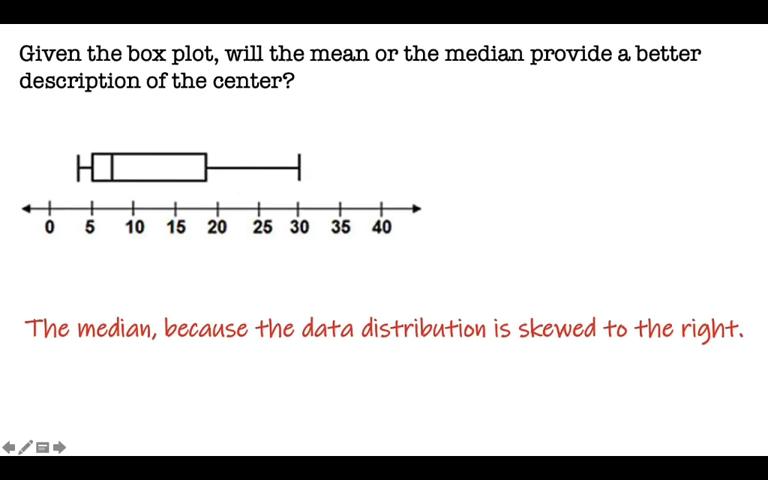 Given the box plot, will the mean or the median provide a better
description of the center?
0 5 10 15 20 25 30 35 40
The median, because the data distribution is skewed to the right.